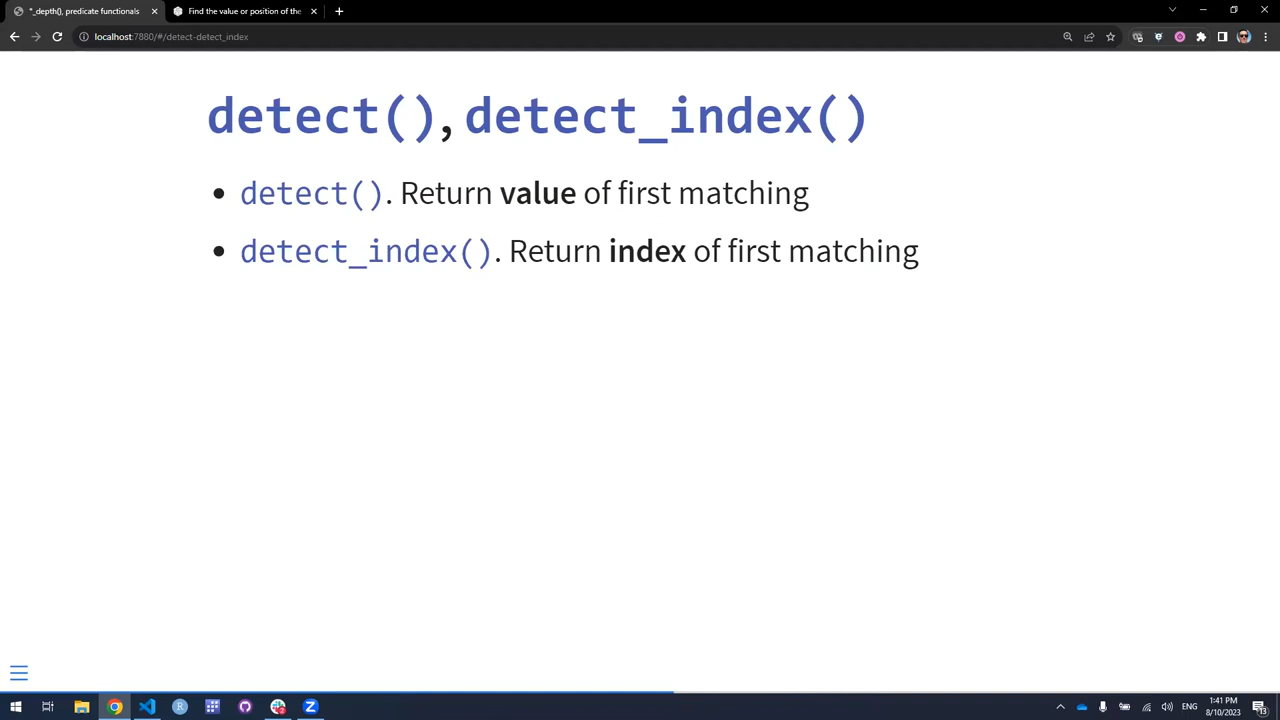 *_depth(), predicate functionals
Find the value or position of the
localhost:7880/#/detect-detect_index
detect(), detect_index()
• detect(). Return value of first matching
• detect_index(). Return index of first matching
ENG
1:41 PM
8/10/2023